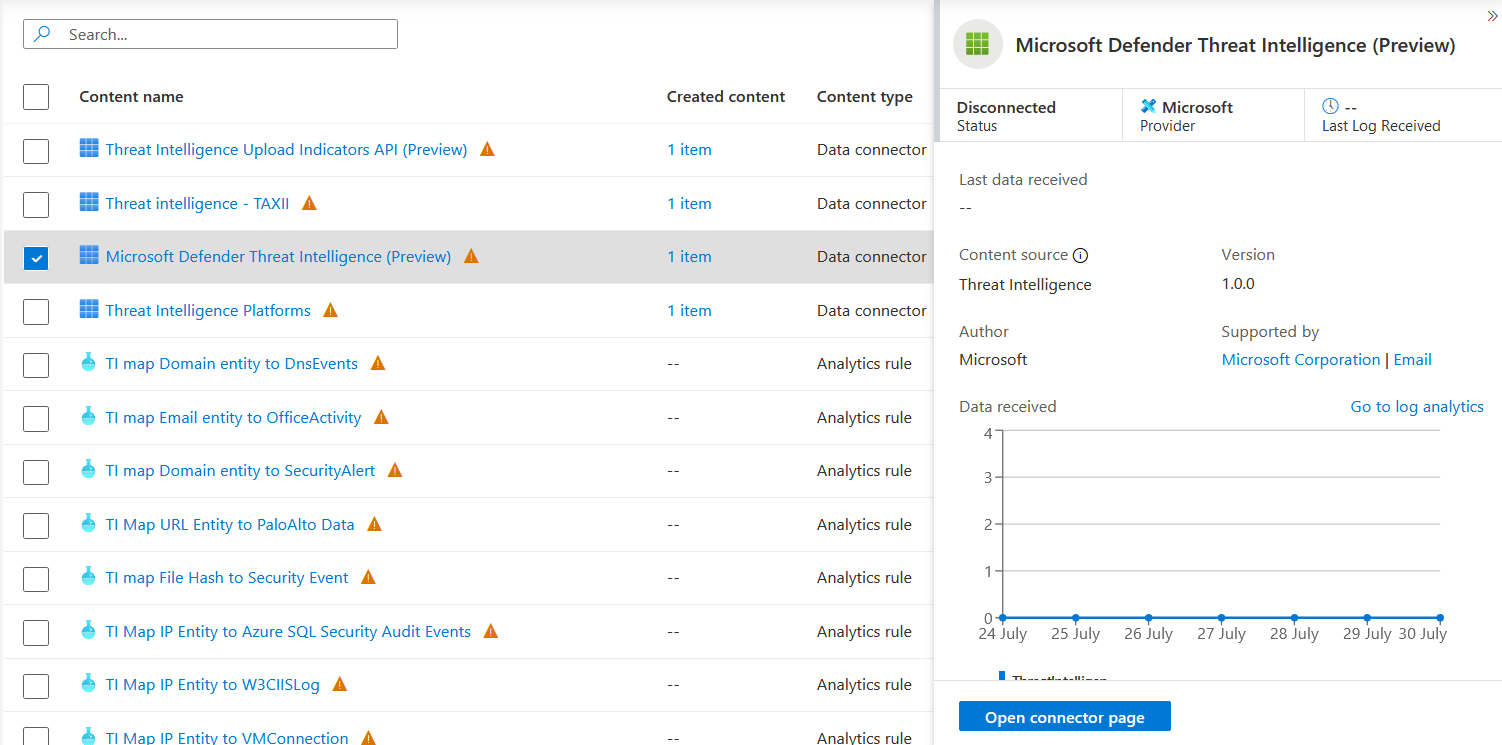 Search...
Content name Created content Content type
Threat Intelligence Upload Indicators API (Preview) 1 item Data connector
Threat intelligence - TAXII 1 item Data connector
Microsoft Defender Threat Intelligence (Preview) 1 item Data connector
Threat Intelligence Platforms 1 item Data connector
TI map Domain entity to DnsEvents -- Analytics rule
TI map Email entity to OfficeActivity -- Analytics rule
TI map Domain entity to SecurityAlert -- Analytics rule
TI Map URL Entity to PaloAlto Data -- Analytics rule
TI map File Hash to Security Event -- Analytics rule
TI Map IP Entity to Azure SQL Security Audit Events -- Analytics rule
TI Map IP Entity to W3CIISLog -- Analytics rule
TI Map IP Entity to VMConnection -- Analytics rule
Microsoft Defender Threat Intelligence (Preview)
Disconnected Microsoft --
Status Provider Last Log Received
Last data received
--
Content source Version
Threat Intelligence 1.0.0
Author Supported by
Microsoft Microsoft Corporation | Email
Data received Go to log analytics
4
3
2
1
0
24 July 25 July 26 July 27 July 28 July 29 July 30 July
ThreatIntelligen
Open connector page